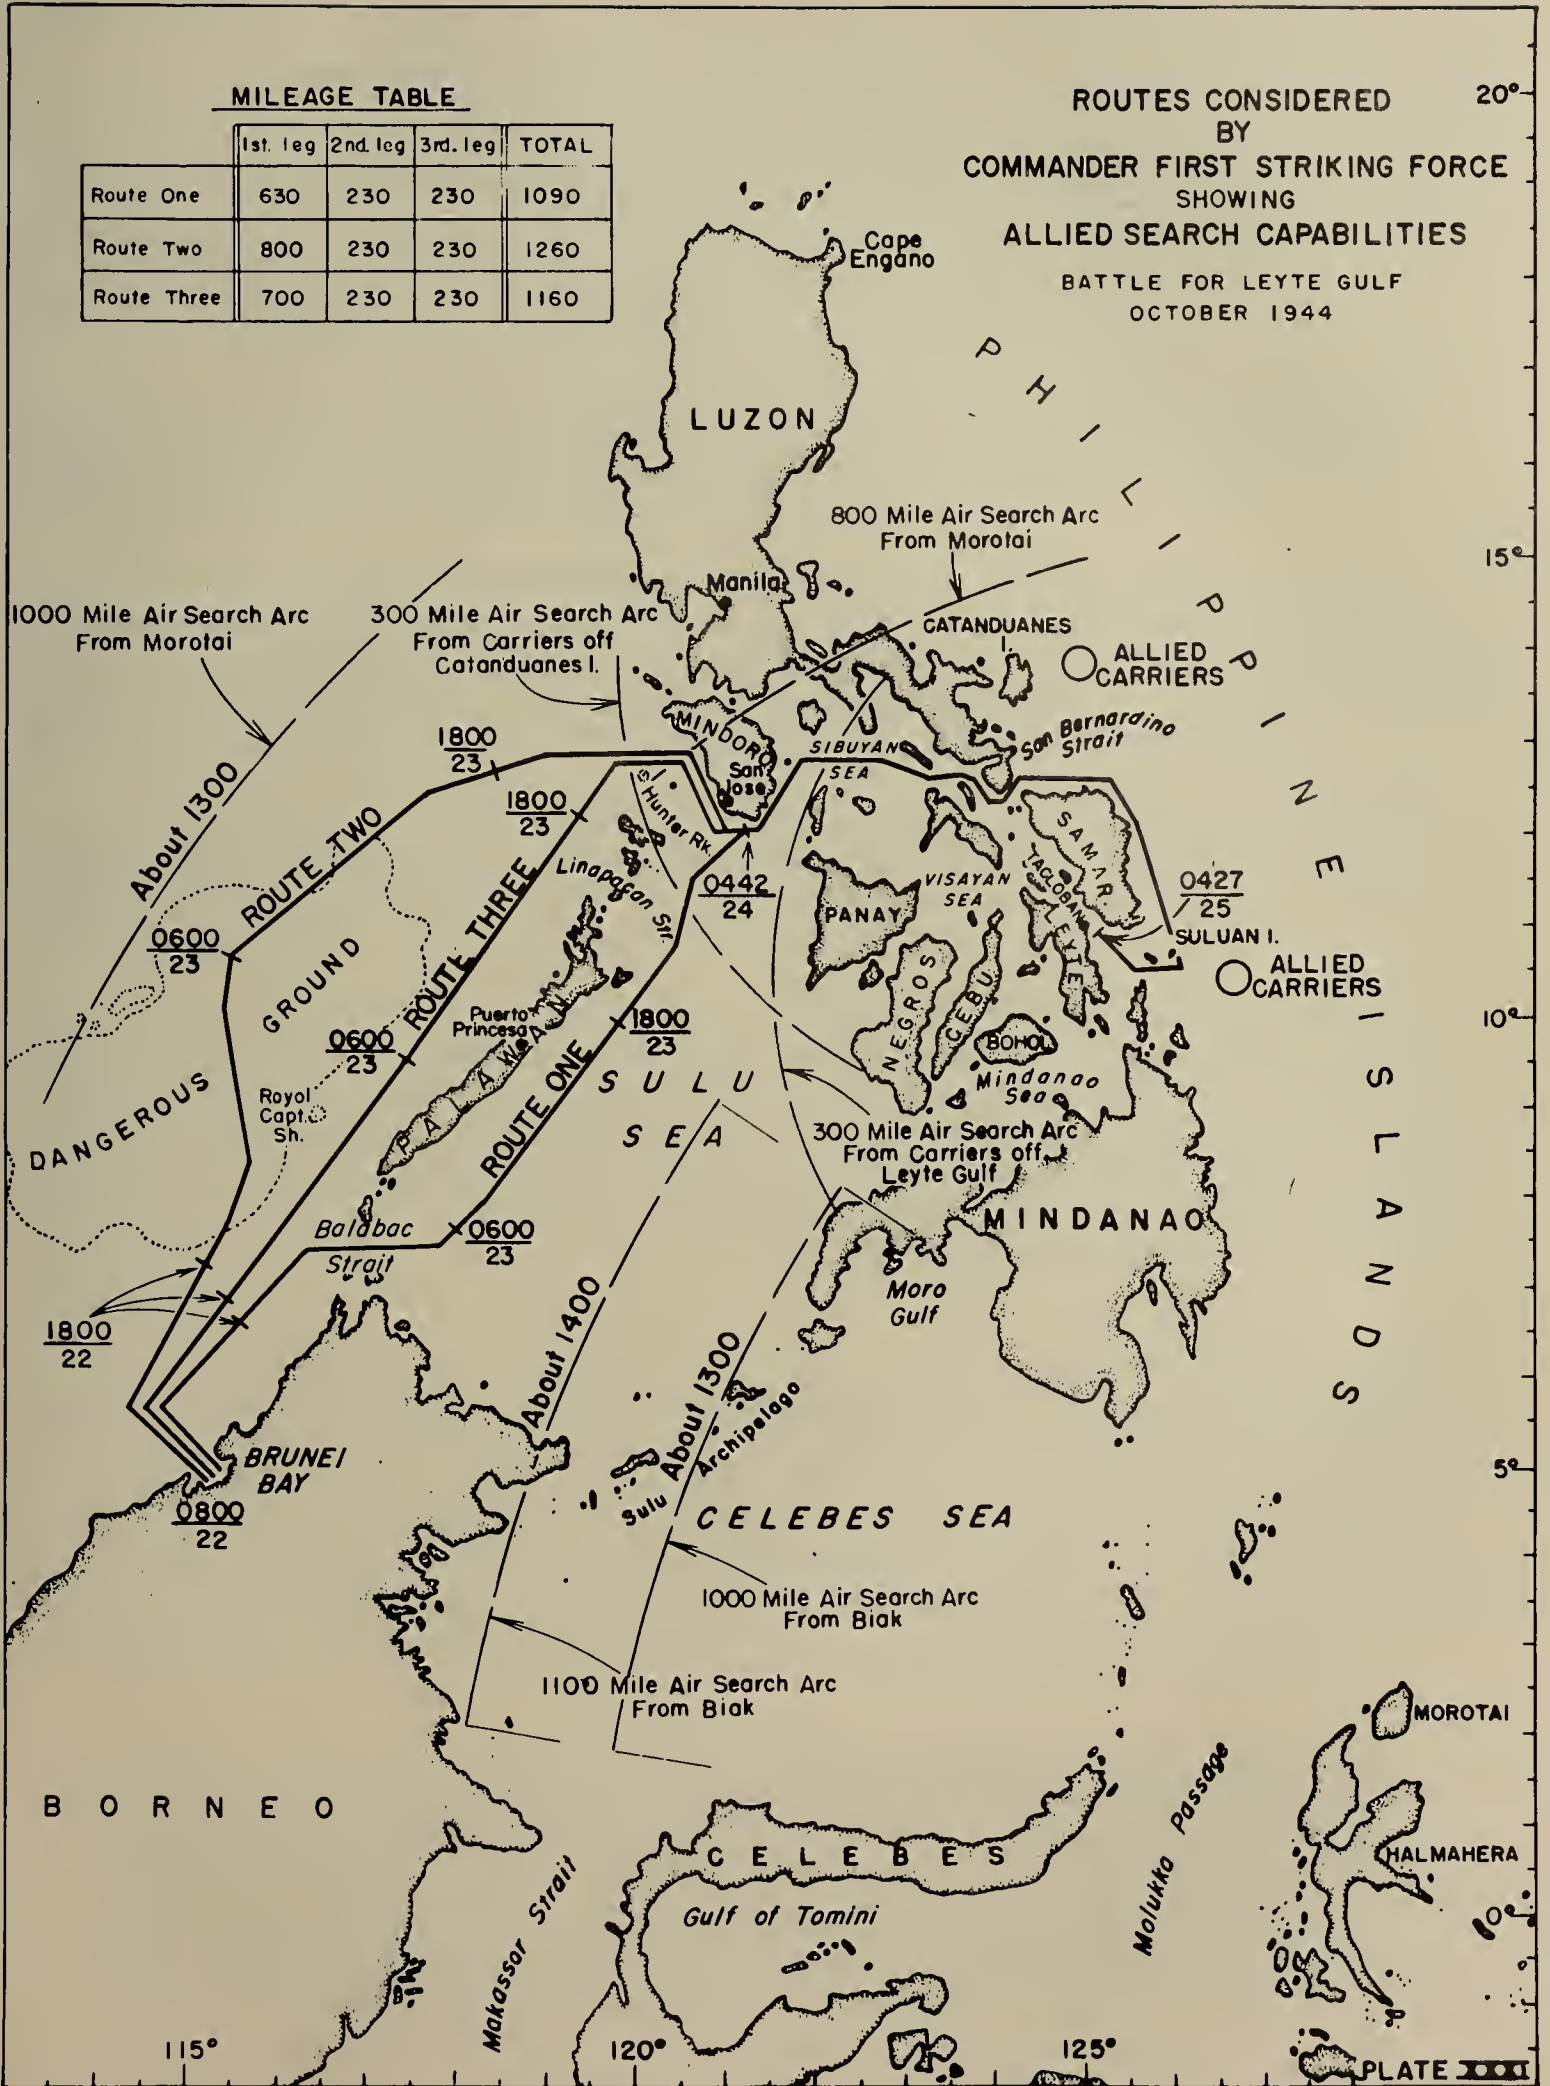 MILEAGE TABLE
1st. leg 2nd. leg 3rd. leg TOTAL
Route One 630 230 230 1090
Route Two 800 230 230 1260
Route Three 700 230 230 1160
ROUTES CONSIDERED
BY
COMMANDER FIRST STRIKING FORCE
SHOWING
ALLIED SEARCH CAPABILITIES
BATTLE FOR LEYTE GULF
OCTOBER 1944
20°
Cape
Engano
PHILIPPINE ISLANDS
LUZON
800 Mile Air Search Arc
From Morotai
15°
Manila
1000 Mile Air Search Arc
From Morotai
300 Mile Air Search Arc
From Carriers off
Catanduanes I.
CATANDUANES
I.
ALLIED
CARRIERS
San Bernardino
Strait
MINDORO
SIBUYAN
SEA
San
Jose
1800
23
1800
23
About 1300
ROUTE TWO
Hunter Rk.
Linapacan Str.
SAMAR
TACLOBAN
LEYTE
VISAYAN
SEA
PANAY
0442
24
0427
25
SULUAN I.
ALLIED
CARRIERS
0600
23
ROUTE THREE
DANGEROUS
GROUND
NEGROS
CEBU
BOHOL
10°
Puerto
Princesa
PALAWAN
1800
23
0600
23
ROUTE ONE
SULU
SEA
Mindanao
Sea
Royal
Capt.
Sh.
300 Mile Air Search Arc
From Carriers off
Leyte Gulf
MINDANAO
Balabac
Strait
0600
23
Moro
Gulf
1800
22
About 1400
About 1300
Sulu Archipelago
BRUNEI
BAY
0800
22
5°
CELEBES SEA
1000 Mile Air Search Arc
From Biak
1100 Mile Air Search Arc
From Biak
MOROTAI
BORNEO
CELEBES
Molukka Passage
HALMAHERA
Gulf of Tomini
Makassar Strait
0°
115°
120°
125°
PLATE XXXI